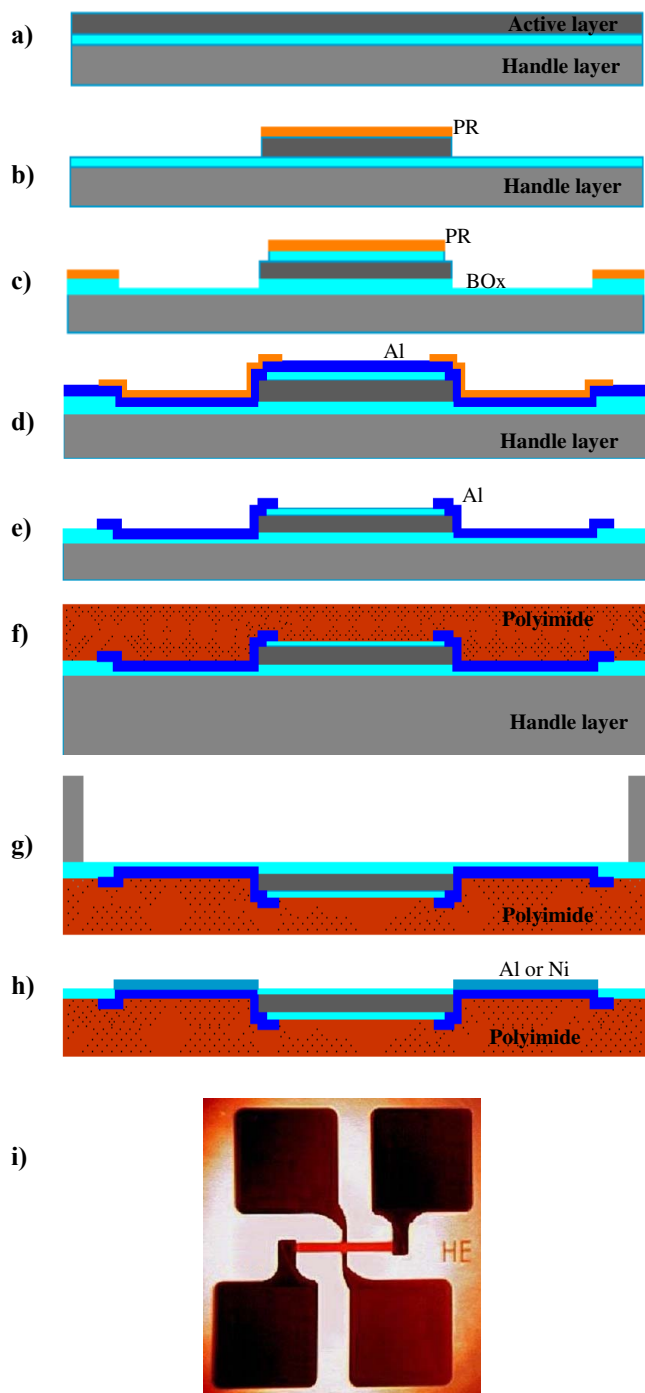 a)
Active layer
Handle layer
b)
PR
Handle layer
c)
PR
BOx
d)
Al
Handle layer
e)
Al
f)
Polyimide
Handle layer
g)
Polyimide
h)
Al or Ni
Polyimide
i)
HE